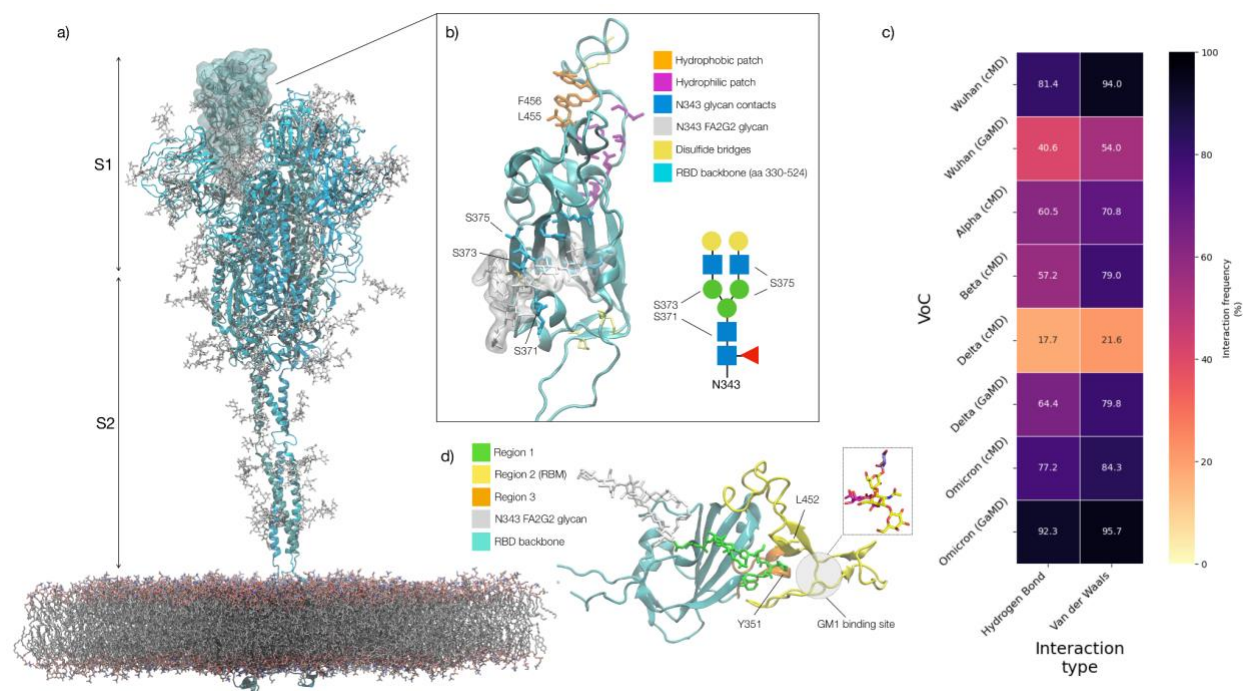 a)
S1
S2
b)
F456
L455
S375
S373
S371
Hydrophobic patch
Hydrophilic patch
N343 glycan contacts
N343 FA2G2 glycan
Disulfide bridges
RBD backbone (aa 330-524)
S375
S373
S371
N343
c)
VoC
Wuhan (cMD)
81.4 94.0
Wuhan (GaMD)
40.6 54.0
Alpha (cMD)
60.5 70.8
Beta (cMD)
57.2 79.0
Delta (cMD)
17.7 21.6
Delta (GaMD)
64.4 79.8
Omicron (cMD)
77.2 84.3
Omicron (GaMD)
92.3 95.7
Hydrogen Bond
Van der Waals
Interaction
type
100
80
60
40
20
0
Interaction frequency
(%)
d)
Region 1
Region 2 (RBM)
Region 3
N343 FA2G2 glycan
RBD backbone
L452
Y351
GM1 binding site